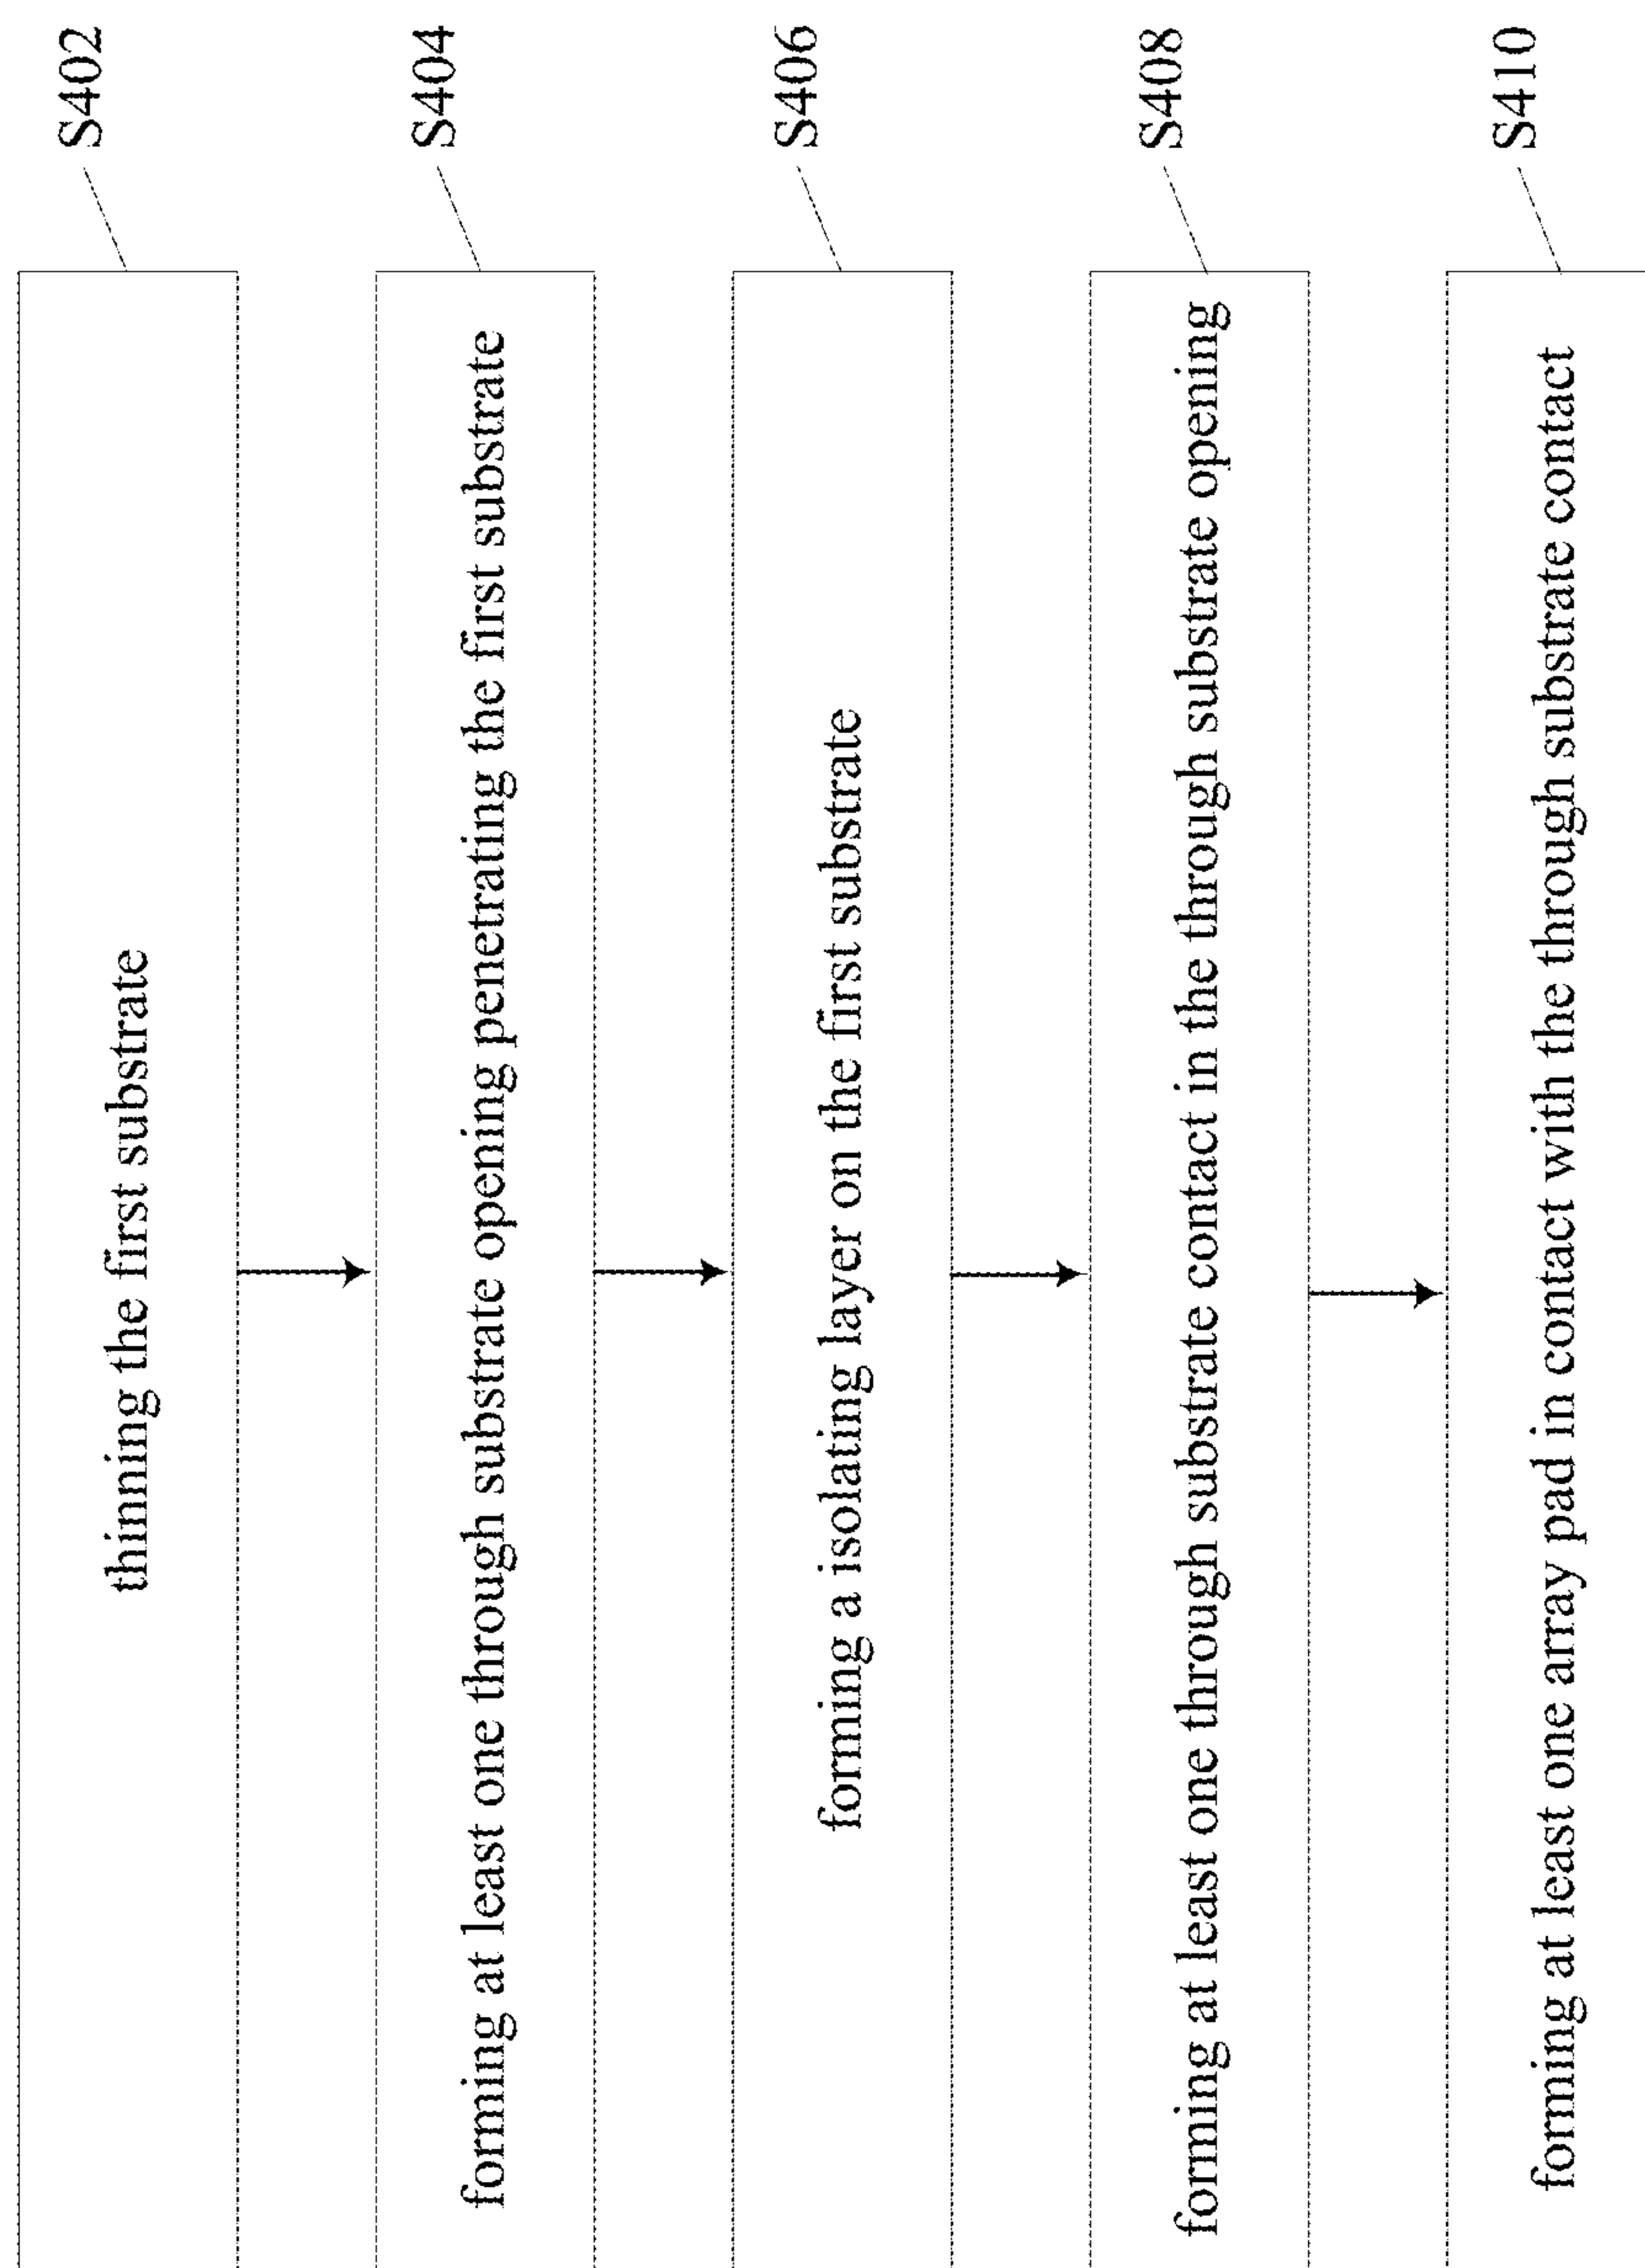 S402
thinning the first substrate
S404
forming at least one through substrate opening penetrating the first substrate
S406
forming a isolating layer on the first substrate
S408
forming at least one through substrate contact in the through substrate opening
S410
forming at least one array pad in contact with the through substrate contact